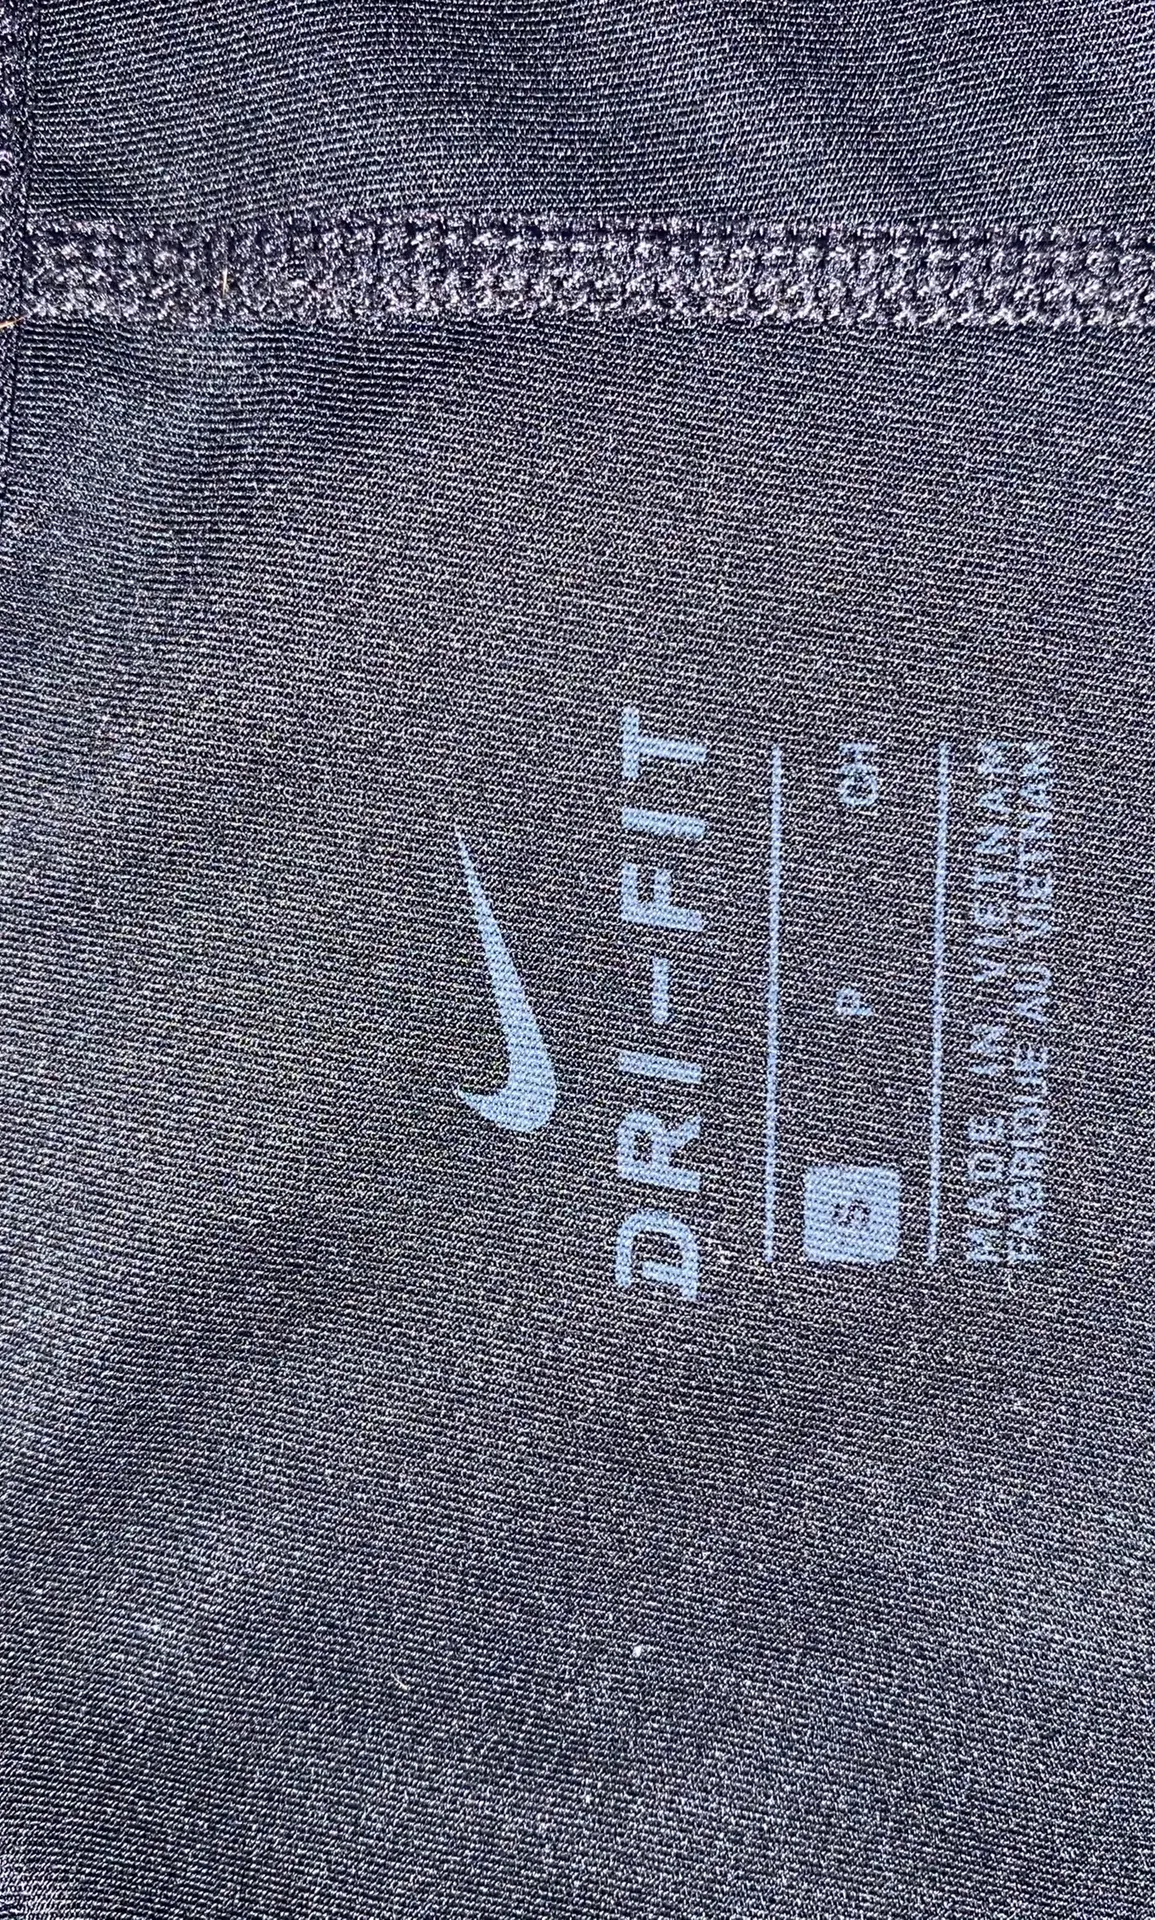 DRI-FIT
S P CH
MADE IN VIETNAM
FABRIQUE AU VIETNAM